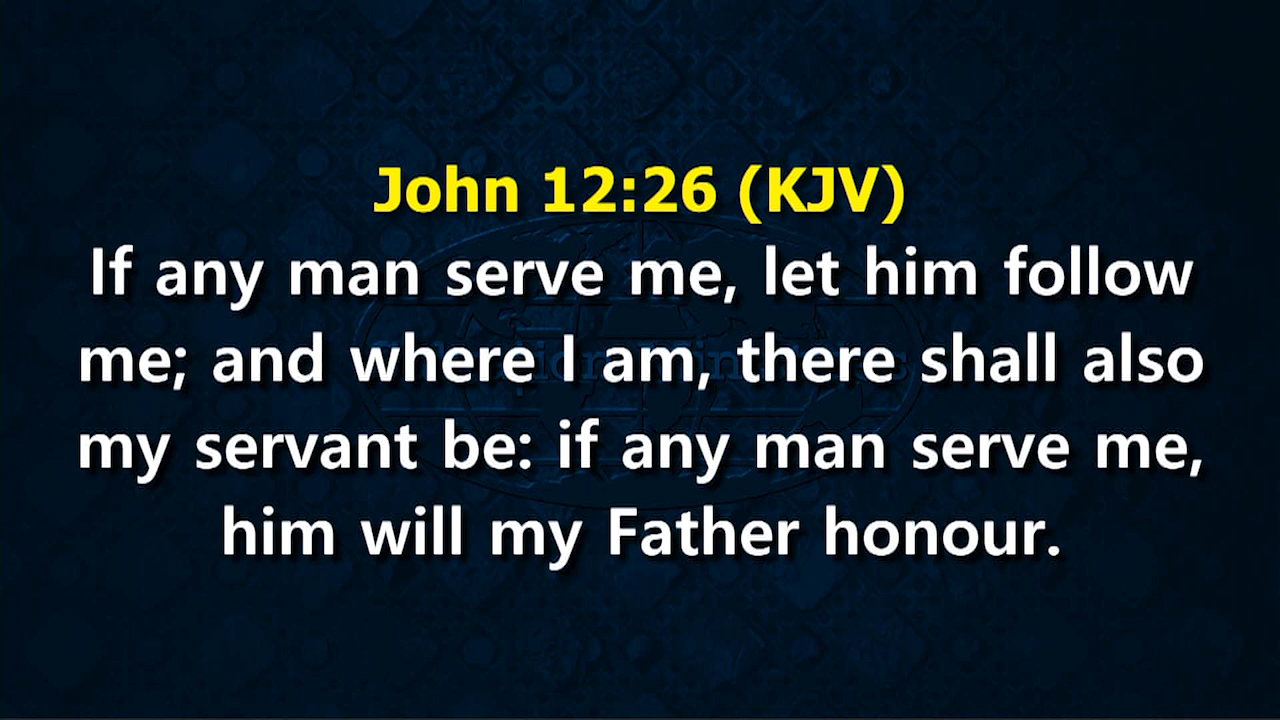 John 12:26 (KJV)
If any man serve me, let him follow
me; and where I am, there shall also
my servant be: if any man serve me,
him will my Father honour.